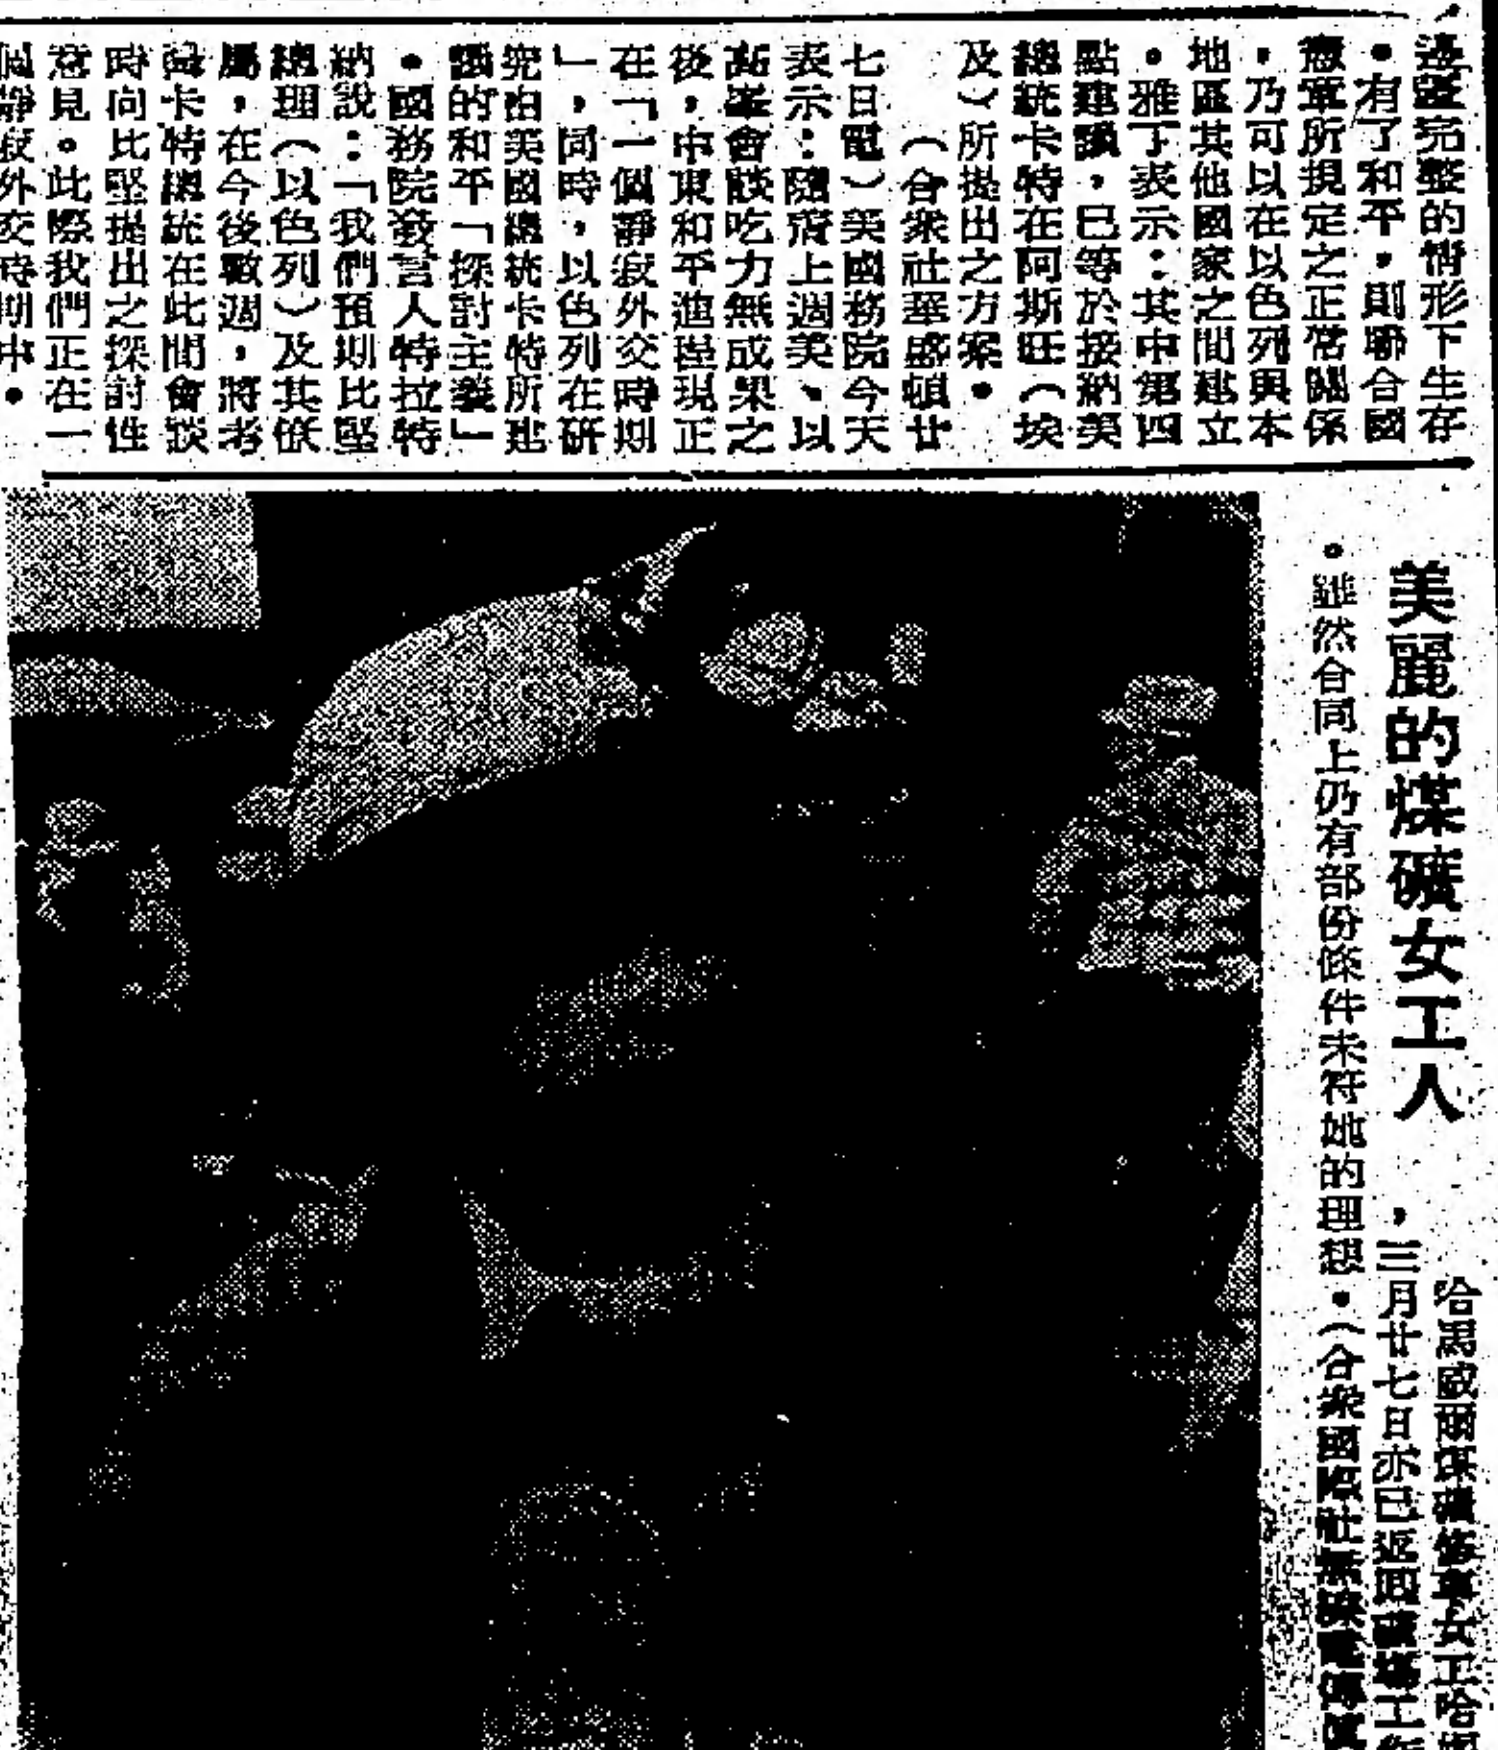 邊疆完整的情形下生存
。有了和平，則聯合國
憲章所規定之正常關係
，乃可以在以色列與本
地區其他國家之間建立
。雅丁表示：其中第四
點建議，已等於接納美
總統卡特在阿斯旺（埃
及）所提出之方案。
（合衆社華盛頓廿
七日電）美國務院今天
表示：隨着上週美、以
高峯會談吃力無成果之
後，中東和平進程現正
在「一個靜寂外交時期
」，同時，以色列在研
究由美國總統卡特所建
議的和平「探討主義」
。國務院發言人特拉特
納說：「我們預期比堅
總理（以色列）及其僚
屬，在今後數週，將考
慮卡特總統在此間會談
時向比堅提出之探討性
意見。此際我們正在一
個靜寂外交時期中。
美麗的煤礦女工人
哈馬威爾煤礦
女工哈
，三月廿七日亦已返回礦塲工作
。雖然合同上仍有部份條件未符她的理想。（合衆國際社無線電傳真